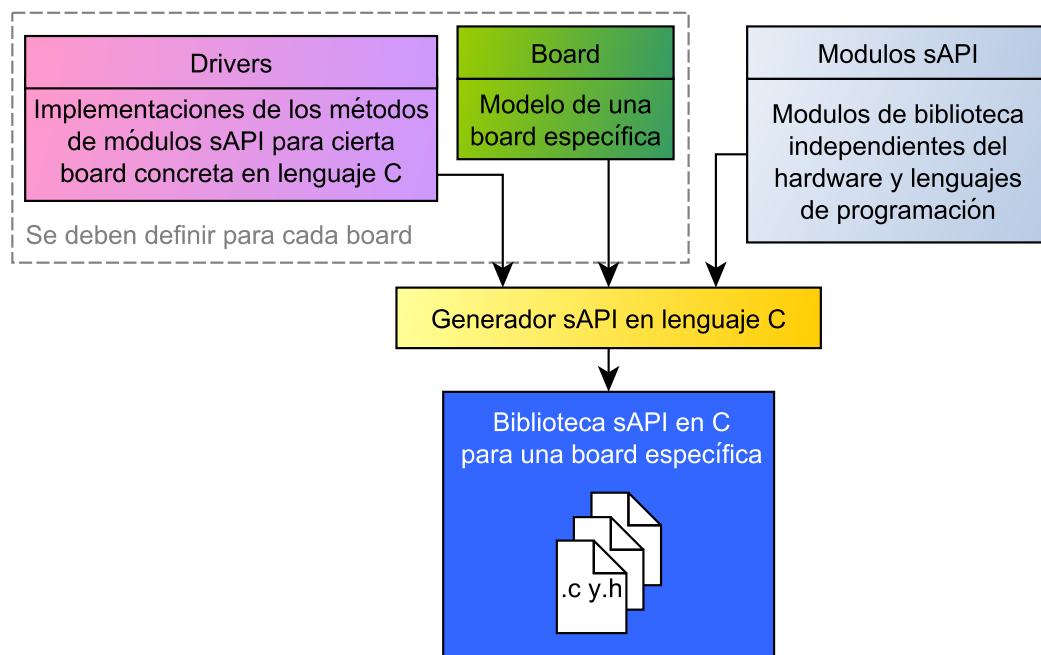 Drivers
Implementaciones de los métodos
de módulos sAPI para cierta
board concreta en lenguaje C
Board
Modelo de una
board específica
Modulos sAPI
Modulos de biblioteca
independientes del
hardware y lenguajes
de programación
Se deben definir para cada board
Generador sAPI en lenguaje C
Biblioteca sAPI en C
para una board específica
.c y.h